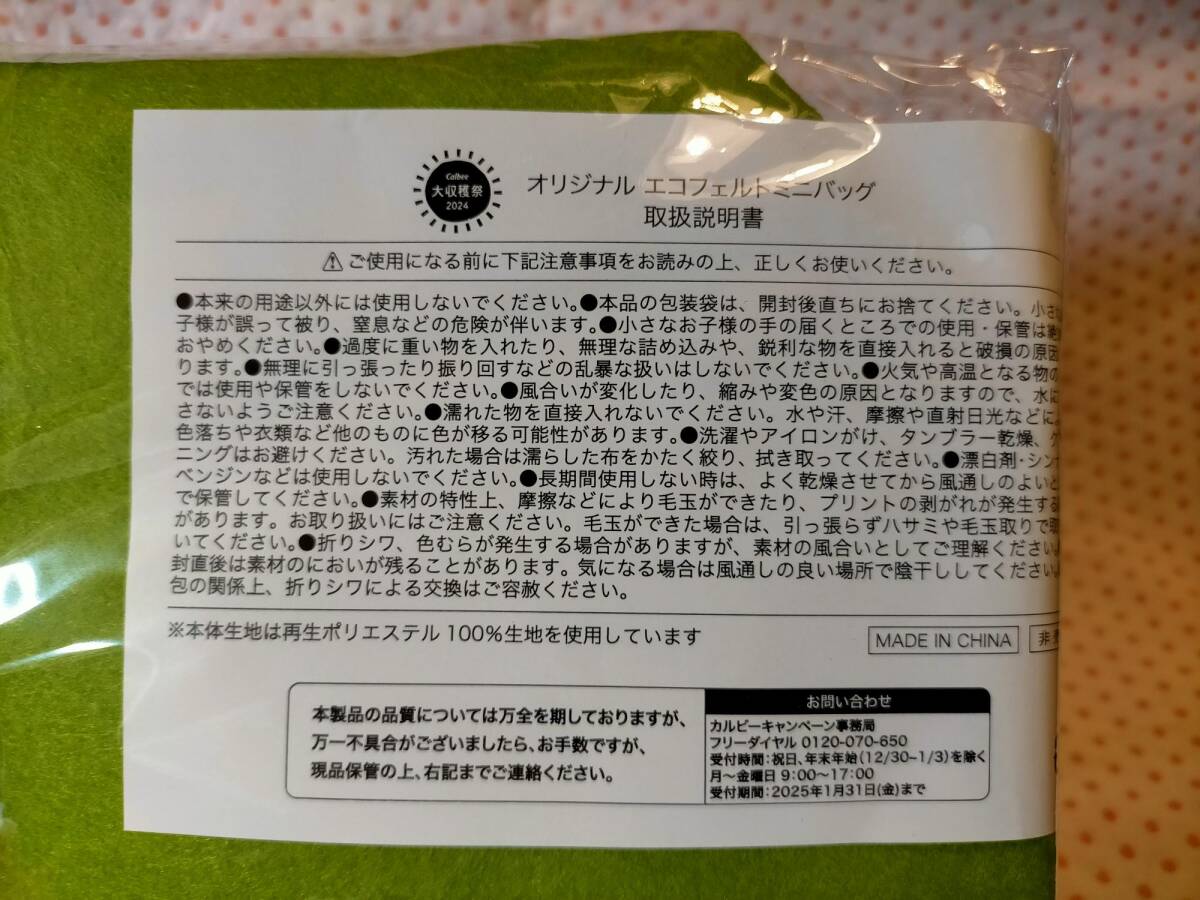 Calbee
大収穫祭
2024
オリジナル エコフェルトミニバッグ
取扱説明書
⚠ご使用になる前に下記注意事項をお読みの上、正しくお使いください。
●本来の用途以外には使用しないでください。●本品の包装袋は、開封後直ちにお捨てください。小さな
子様が誤って被り、窒息などの危険が伴います。●小さなお子様の手の届くところでの使用・保管は絶
おやめください。●過度に重い物を入れたり、無理な詰め込みや、鋭利な物を直接入れると破損の原因
ります。●無理に引っ張ったり振り回すなどの乱暴な扱いはしないでください。●火気や高温となる物の
では使用や保管をしないでください。●風合いが変化したり、縮みや変色の原因となりますので、水に
さないようご注意ください。●濡れた物を直接入れないでください。水や汗、摩擦や直射日光などに
色落ちや衣類など他のものに色が移る可能性があります。●洗濯やアイロンがけ、タンブラー乾燥、ク
ニングはお避けください。汚れた場合は濡らした布をかたく絞り、拭き取ってください。●漂白剤・シン
ベンジンなどは使用しないでください。●長期間使用しない時は、よく乾燥させてから風通しのよいと
で保管してください。●素材の特性上、摩擦などにより毛玉ができたり、プリントの剥がれが発生する
があります。お取り扱いにはご注意ください。毛玉ができた場合は、引っ張らずハサミや毛玉取りで
いてください。●折りシワ、色むらが発生する場合がありますが、素材の風合いとしてご理解ください
封直後は素材のにおいが残ることがあります。気になる場合は風通しの良い場所で陰干ししてください
包の関係上、折りシワによる交換はご容赦ください。
※本体生地は再生ポリエステル100%生地を使用しています
MADE IN CHINA
非
本製品の品質については万全を期しておりますが、
万一不具合がございましたら、お手数ですが、
現品保管の上、右記までご連絡ください。
お問い合わせ
カルビーキャンペーン事務局
フリーダイヤル 0120-070-650
受付時間:祝日、年末年始(12/30~1/3)を除く
月~金曜日 9:00~17:00
受付期間:2025年1月31日(金)まで